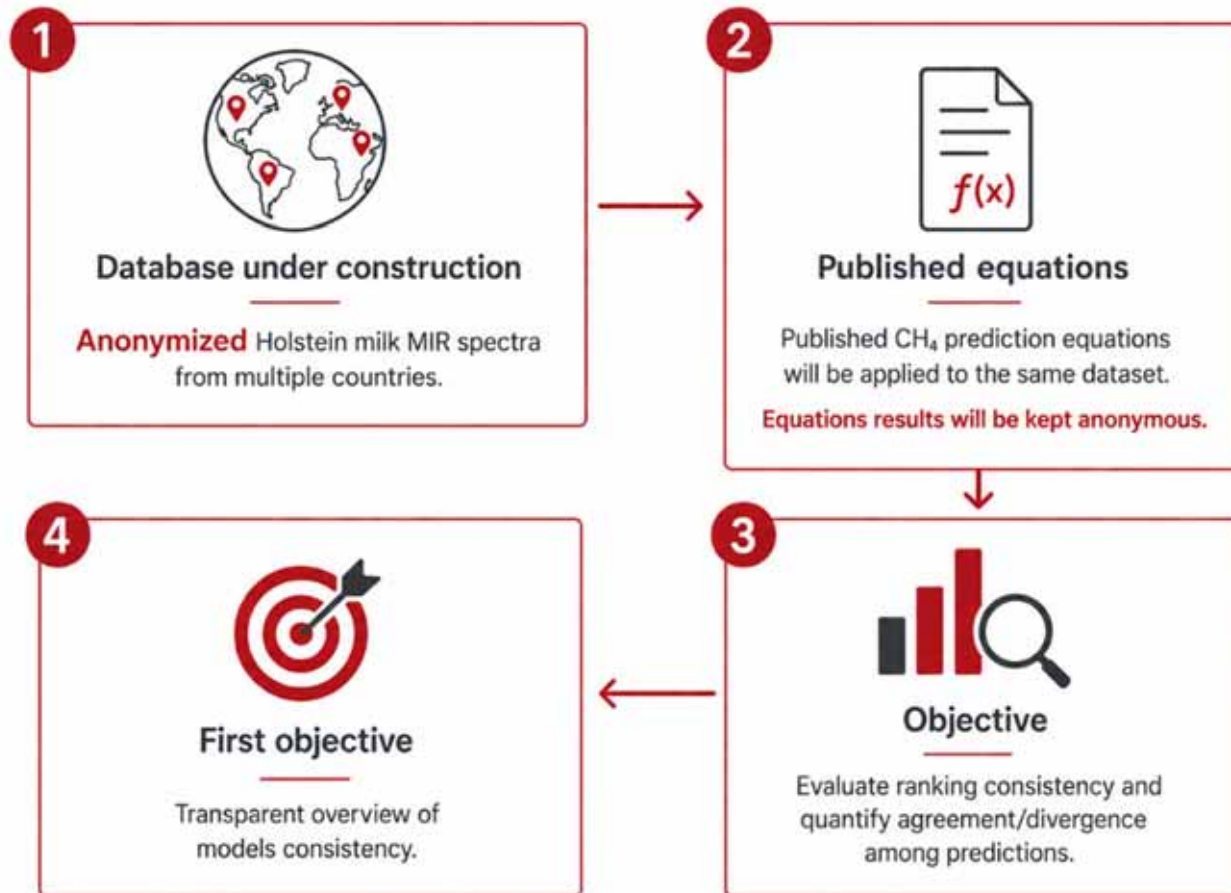 1
Database under construction
Anonymized Holstein milk MIR spectra
from multiple countries.
2
f(x)
Published equations
Published CH₄ prediction equations
will be applied to the same dataset.
Equations results will be kept anonymous.
3
Objective
Evaluate ranking consistency and
quantify agreement/divergence
among predictions.
4
First objective
Transparent overview of
models consistency.